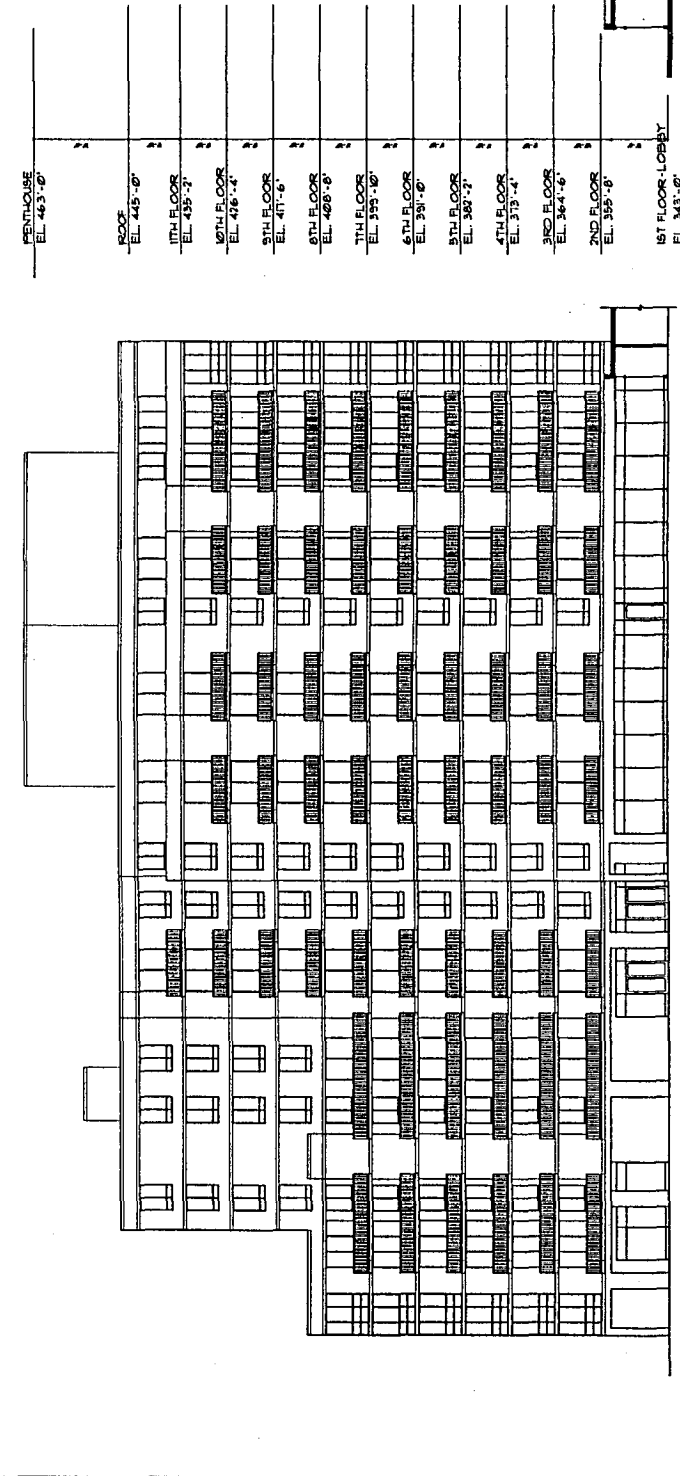 PENTHOUSE
EL. 463'-0"
ROOF
EL. 445'-0"
11TH FLOOR
EL. 435'-2"
10TH FLOOR
EL. 426'-4"
9TH FLOOR
EL. 417'-6"
8TH FLOOR
EL. 408'-8"
7TH FLOOR
EL. 399'-10"
6TH FLOOR
EL. 391'-0"
5TH FLOOR
EL. 382'-2"
4TH FLOOR
EL. 373'-4"
3RD FLOOR
EL. 364'-6"
2ND FLOOR
EL. 355'-8"
1ST FLOOR-LOBBY
EL. 343'-0"